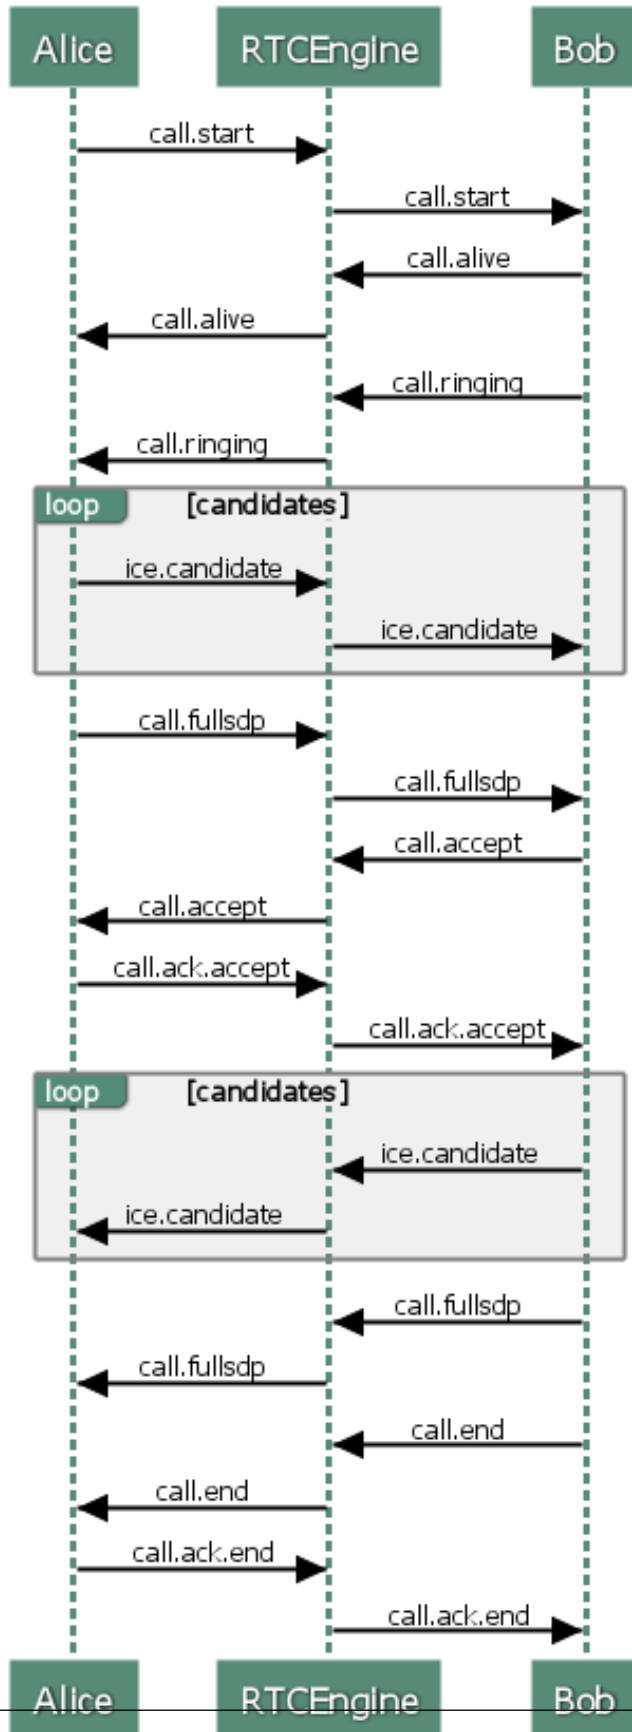 Alice RTCEngine Bob
call.start
call.start
call.alive
call.alive
call.ringing
call.ringing
loop [candidates]
ice.candidate
ice.candidate
call.fullsdp
call.fullsdp
call.accept
call.accept
call.ack.accept
call.ack.accept
loop [candidates]
ice.candidate
ice.candidate
call.fullsdp
call.fullsdp
call.end
call.end
call.ack.end
call.ack.end
Alice RTCEngine Bob